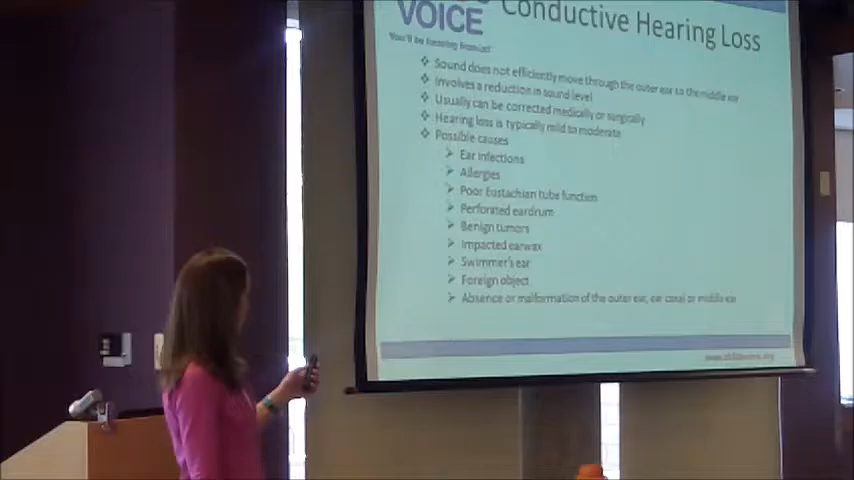 VOICE
Conductive Hearing Loss
You'll be hearing from us!
❖ Sound does not efficiently move through the outer ear to the middle ear
❖ Involves a reduction in sound level
❖ Usually can be corrected medically or surgically
❖ Hearing loss is typically mild to moderate
❖ Possible causes
➢ Ear infections
➢ Allergies
➢ Poor Eustachian tube function
➢ Perforated eardrum
➢ Benign tumors
➢ Impacted earwax
➢ Swimmer's ear
➢ Foreign object
➢ Absence or malformation of the outer ear, ear canal or middle ear